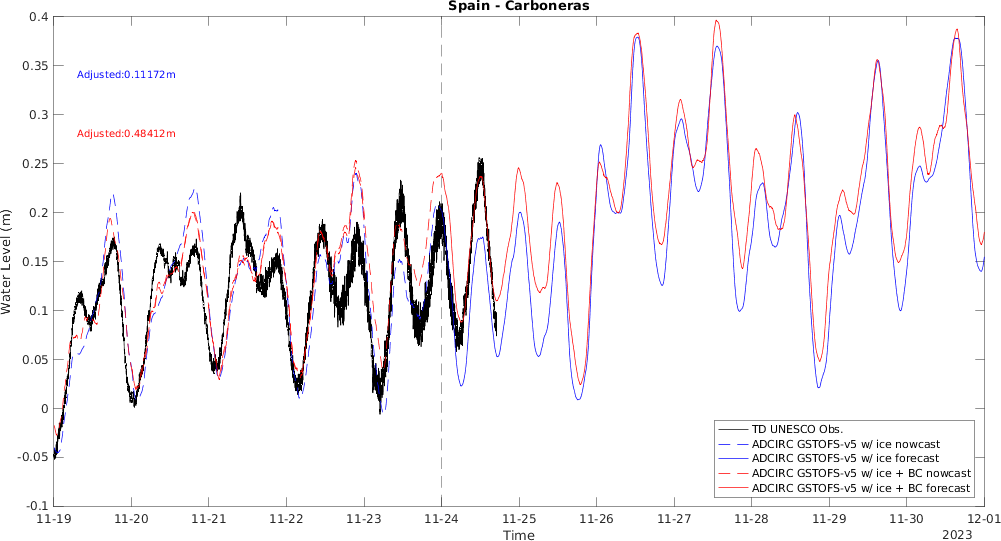 Spain - Carboneras
0.4
0.35
0.3
0.25
0.2
0.15
0.1
0.05
0
-0.05
-0.1
Water Level (m)
Adjusted:0.11172m
Adjusted:0.48412m
TD UNESCO Obs.
ADCIRC GSTOFS-v5 w/ ice nowcast
ADCIRC GSTOFS-v5 w/ ice forecast
ADCIRC GSTOFS-v5 w/ ice + BC nowcast
ADCIRC GSTOFS-v5 w/ ice + BC forecast
11-19 11-20 11-21 11-22 11-23 11-24 11-25 11-26 11-27 11-28 11-29 11-30 12-01
Time
2023